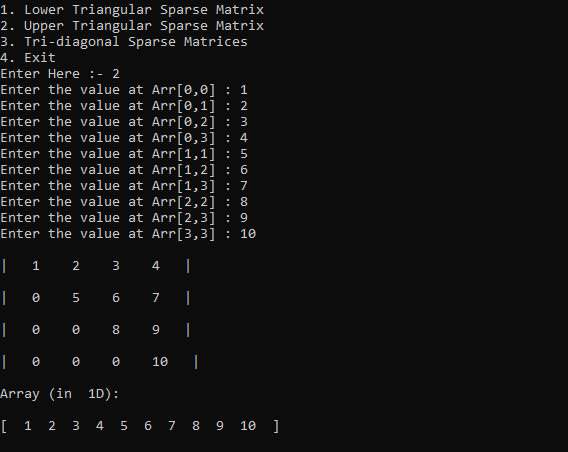 1. Lower Triangular Sparse Matrix
2. Upper Triangular Sparse Matrix
3. Tri-diagonal Sparse Matrices
4. Exit
Enter Here :- 2
Enter the value at Arr[0,0] : 1
Enter the value at Arr[0,1] : 2
Enter the value at Arr[0,2] : 3
Enter the value at Arr[0,3] : 4
Enter the value at Arr[1,1] : 5
Enter the value at Arr[1,2] : 6
Enter the value at Arr[1,3] : 7
Enter the value at Arr[2,2] : 8
Enter the value at Arr[2,3] : 9
Enter the value at Arr[3,3] : 10
|   1    2    3    4   |
|   0    5    6    7   |
|   0    0    8    9   |
|   0    0    0    10   |
Array (in  1D):
[  1  2  3  4  5  6  7  8  9  10  ]